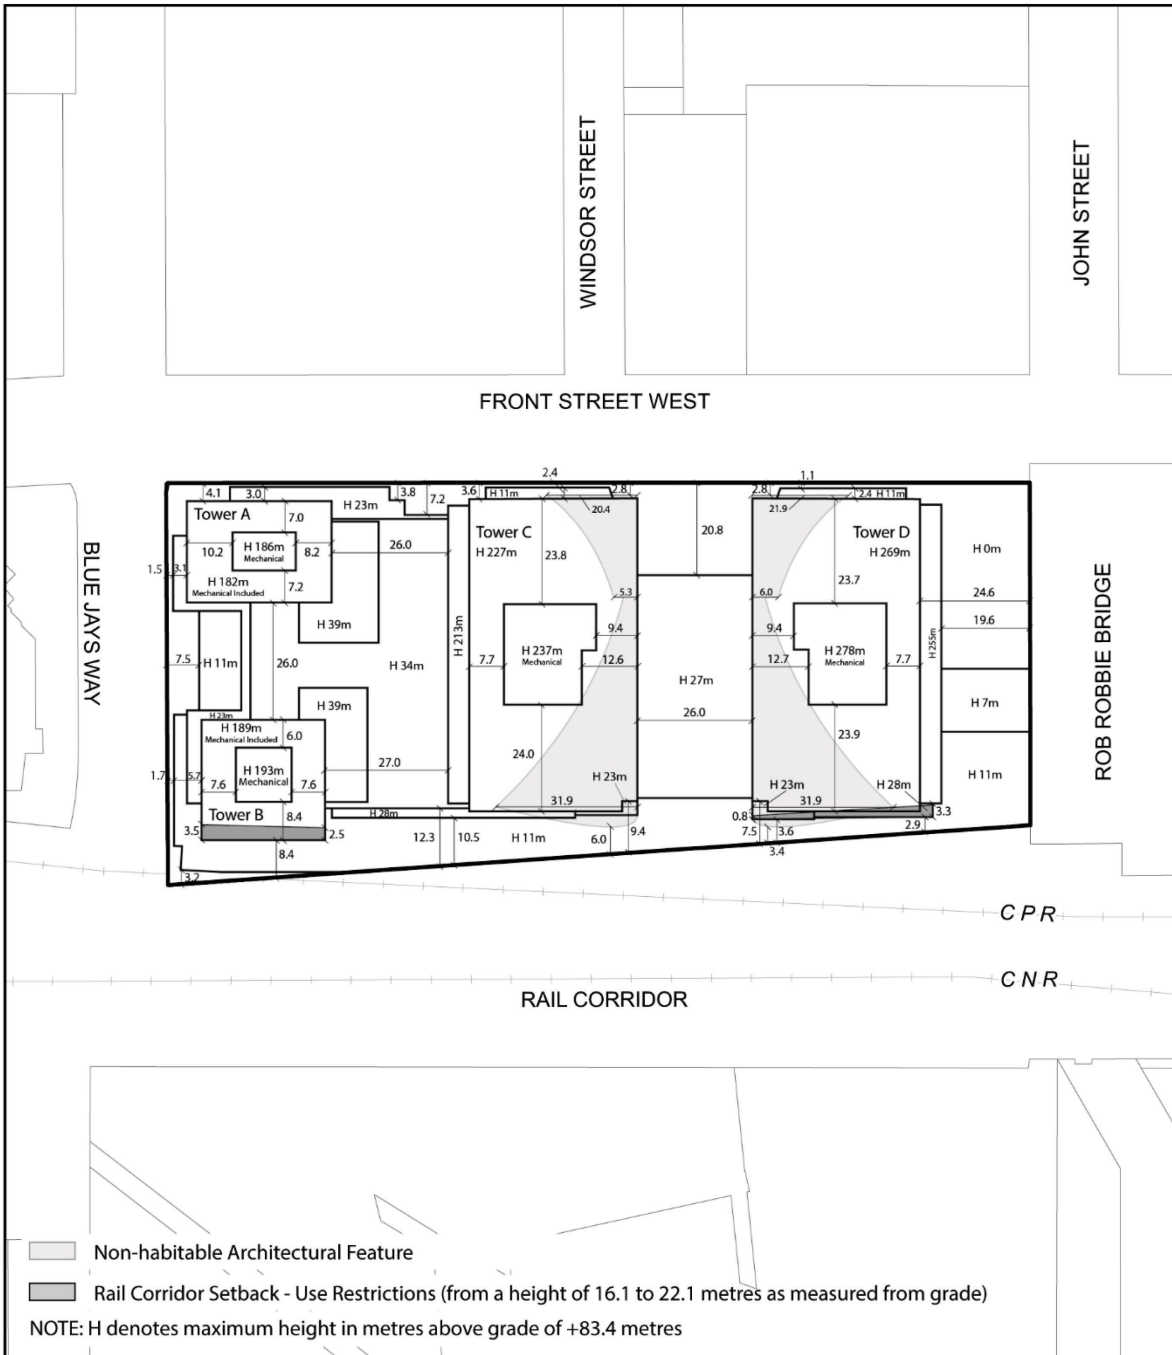 WINDSOR STREET
JOHN STREET
FRONT STREET WEST
BLUE JAYS WAY
ROB ROBBIE BRIDGE
4.1
3.0
3.8
7.2
3.6
2.4
2.8
2.8
1.1
H 23m
H 11m
20.4
21.9
2.4
H 11m
Tower A
7.0
10.2
H 186m
Mechanical
8.2
26.0
1.5
3.1
H 182m
Mechanical Included
7.2
H 39m
Tower C
H 227m
23.8
5.3
20.8
Tower D
H 269m
23.7
6.0
H 0m
24.6
19.6
7.5
H 11m
26.0
H 34m
H 213m
9.4
7.7
H 237m
Mechanical
12.6
9.4
12.7
H 278m
Mechanical
7.7
H 255m
H 27m
26.0
H 7m
H 23m
H 189m
Mechanical Included
6.0
H 39m
1.7
5.7
7.6
H 193m
Mechanical
7.6
27.0
24.0
H 23m
31.9
23.9
H 23m
31.9
H 28m
H 11m
Tower B
8.4
3.5
2.5
8.4
3.2
H 28m
12.3
10.5
H 11m
6.0
9.4
0.8
7.5
3.6
3.4
3.3
2.9
CPR
CNR
RAIL CORRIDOR
Non-habitable Architectural Feature
Rail Corridor Setback - Use Restrictions (from a height of 16.1 to 22.1 metres as measured from grade)
NOTE: H denotes maximum height in metres above grade of +83.4 metres